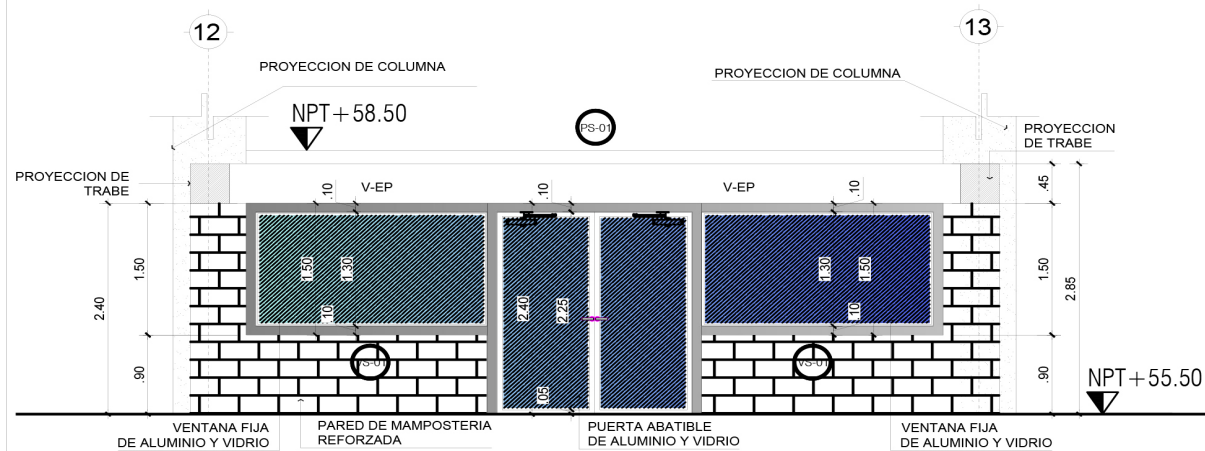 12
13
PROYECCION DE COLUMNA
PROYECCION DE COLUMNA
NPT+58.50
PS-01
PROYECCION
DE TRABE
PROYECCION DE
TRABE
.10
V-EP
.10
V-EP
.10
.45
1.50
1.30
2.40
2.25
1.30
1.50
1.50
2.40
1.50
2.85
.10
.10
VS-01
VS-01
.90
.05
.90
NPT+55.50
VENTANA FIJA
DE ALUMINIO Y VIDRIO
PARED DE MAMPOSTERIA
REFORZADA
PUERTA ABATIBLE
DE ALUMINIO Y VIDRIO
VENTANA FIJA
DE ALUMINIO Y VIDRIO